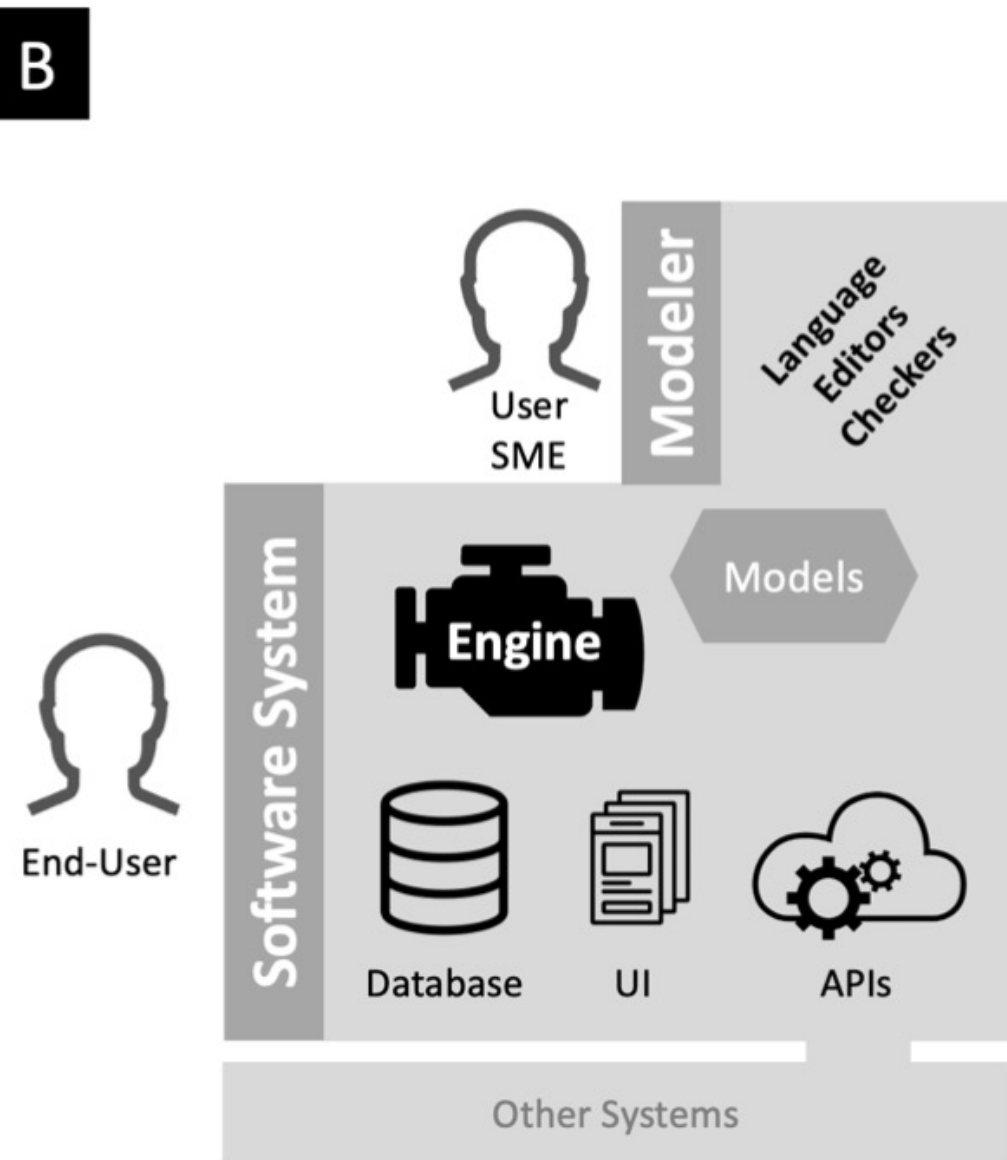 B
User
SME
Modeler
Language
Editors
Checkers
Software System
Engine
Models
End-User
Database
UI
APIs
Other Systems